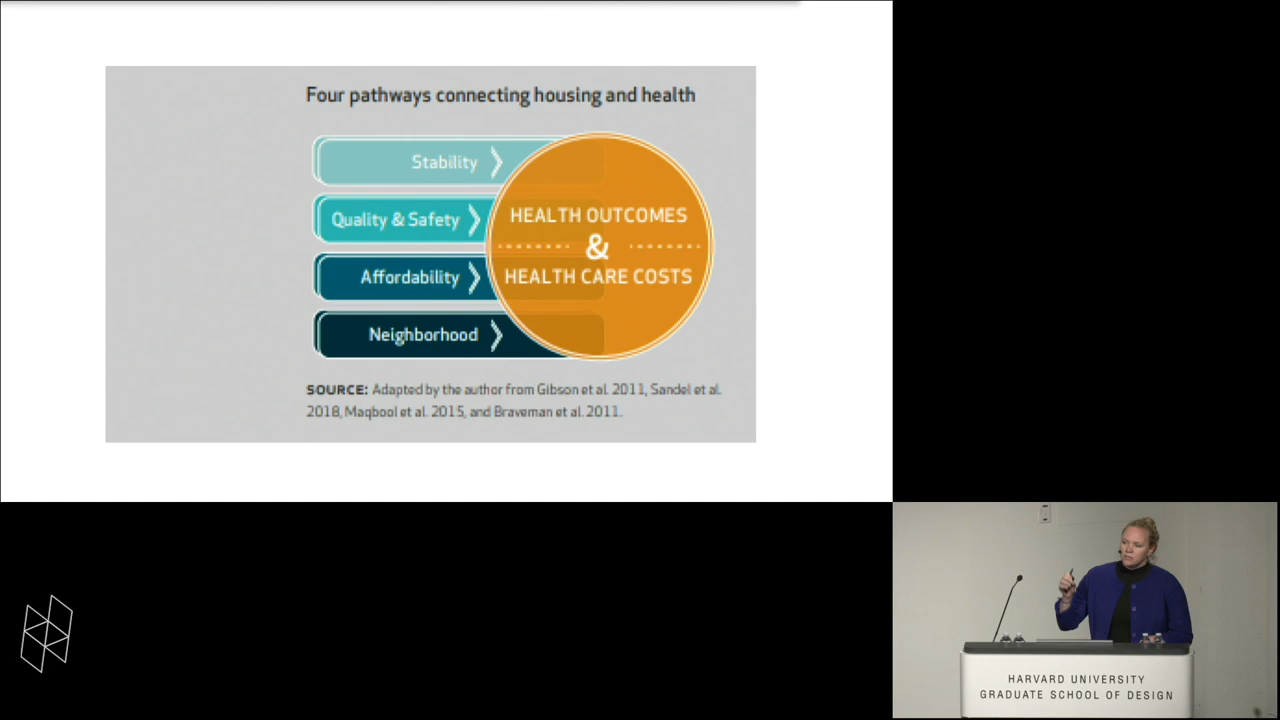 Four pathways connecting housing and health
Stability
Quality & Safety
Affordability
Neighborhood
HEALTH OUTCOMES
&
HEALTH CARE COSTS
SOURCE: Adapted by the author from Gibson et al. 2011, Sandel et al.
2018, Maqbool et al. 2015, and Braveman et al. 2011.
HARVARD UNIVERSITY
GRADUATE SCHOOL OF DESIGN